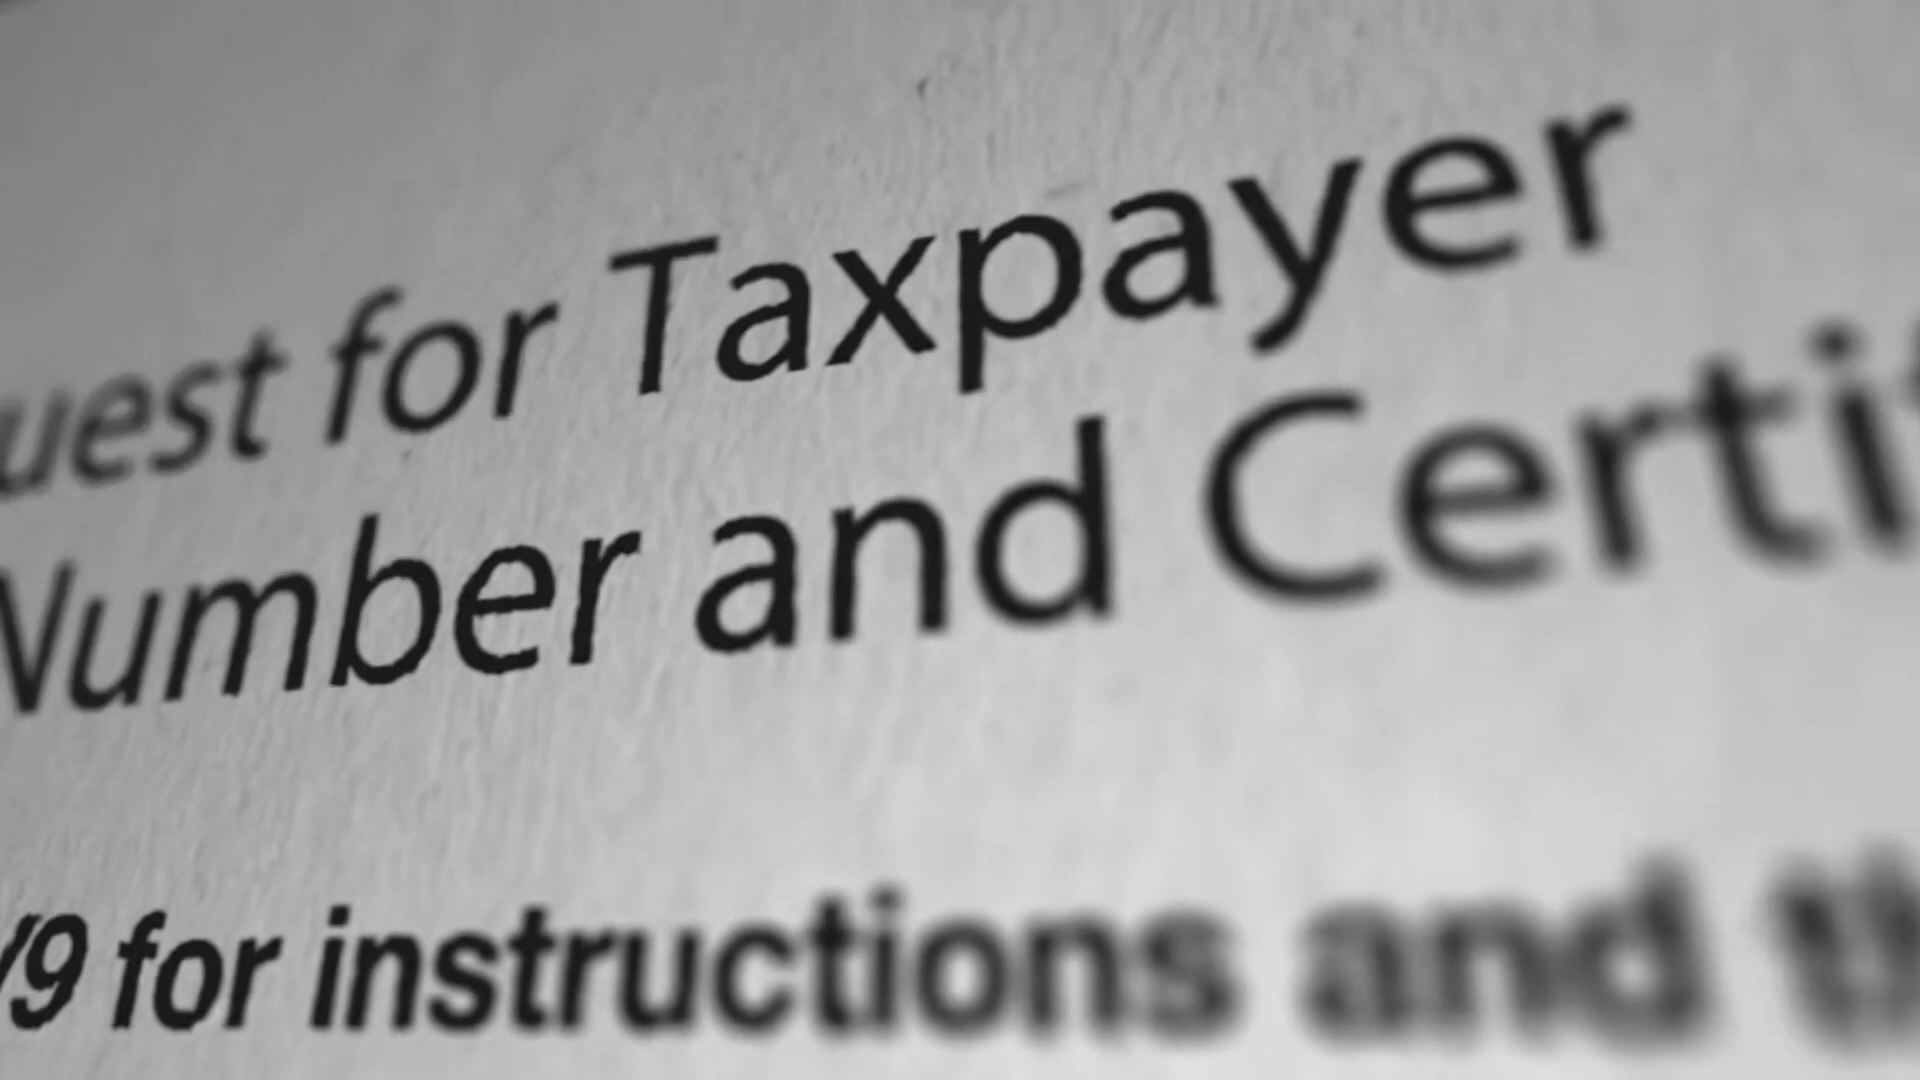 uest for Taxpayer
Number and Certi
/9 for instructions and